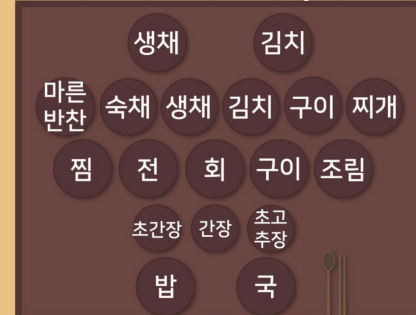 생채 김치
마른
반찬 숙채 생채 김치 구이 찌개
찜 전 회 구이 조림
초간장 간장 초고
추장
밥 국